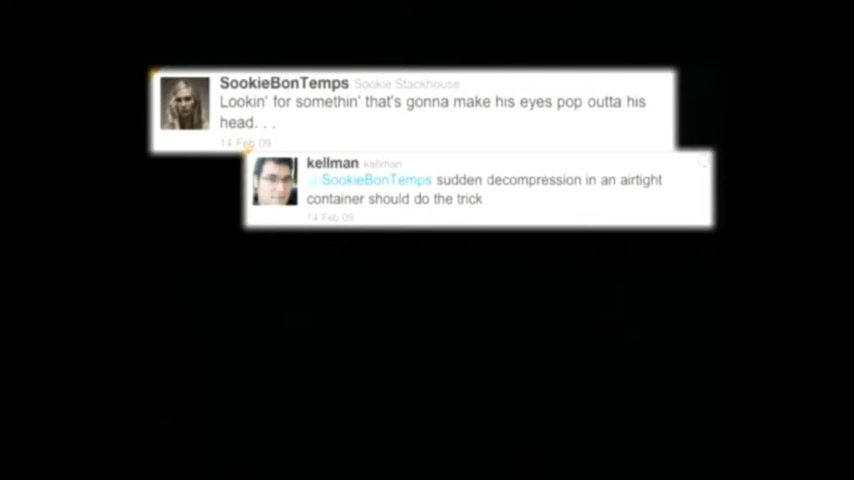 SookieBonTemps Sookie Stackhouse
Lookin' for somethin' that's gonna make his eyes pop outta his
head. . .
14 Feb 09
kellman kellman
@SookieBonTemps sudden decompression in an airtight
container should do the trick
14 Feb 09